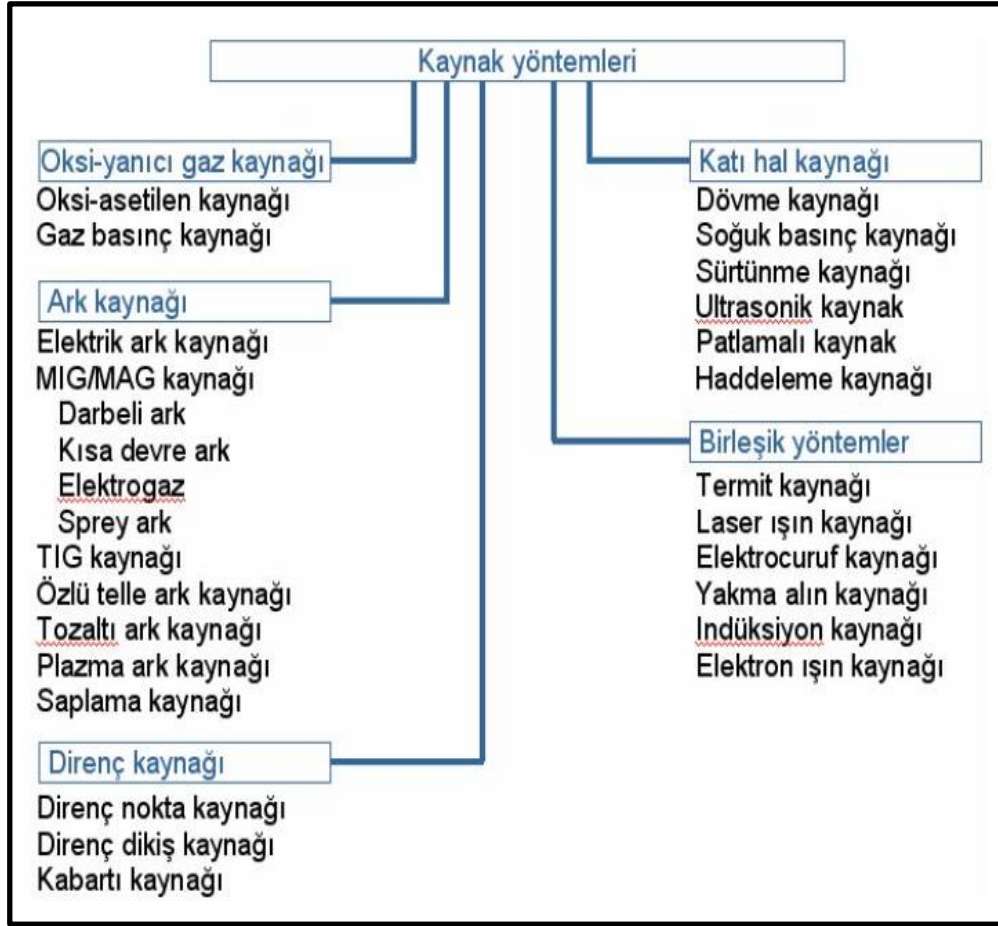 Kaynak yöntemleri
Oksi-yanıcı gaz kaynağı
Oksi-asetilen kaynağı
Gaz basınç kaynağı
Ark kaynağı
Elektrik ark kaynağı
MIG/MAG kaynağı
Darbeli ark
Kısa devre ark
Elektrogaz
Sprey ark
TIG kaynağı
Özlü telle ark kaynağı
Tozaltı ark kaynağı
Plazma ark kaynağı
Saplama kaynağı
Direnç kaynağı
Direnç nokta kaynağı
Direnç dikiş kaynağı
Kabartı kaynağı
Katı hal kaynağı
Dövme kaynağı
Soğuk basınç kaynağı
Sürtünme kaynağı
Ultrasonik kaynak
Patlamalı kaynak
Haddeleme kaynağı
Birleşik yöntemler
Termit kaynağı
Laser ışın kaynağı
Elektrocuruf kaynağı
Yakma alın kaynağı
Indüksiyon kaynağı
Elektron ışın kaynağı